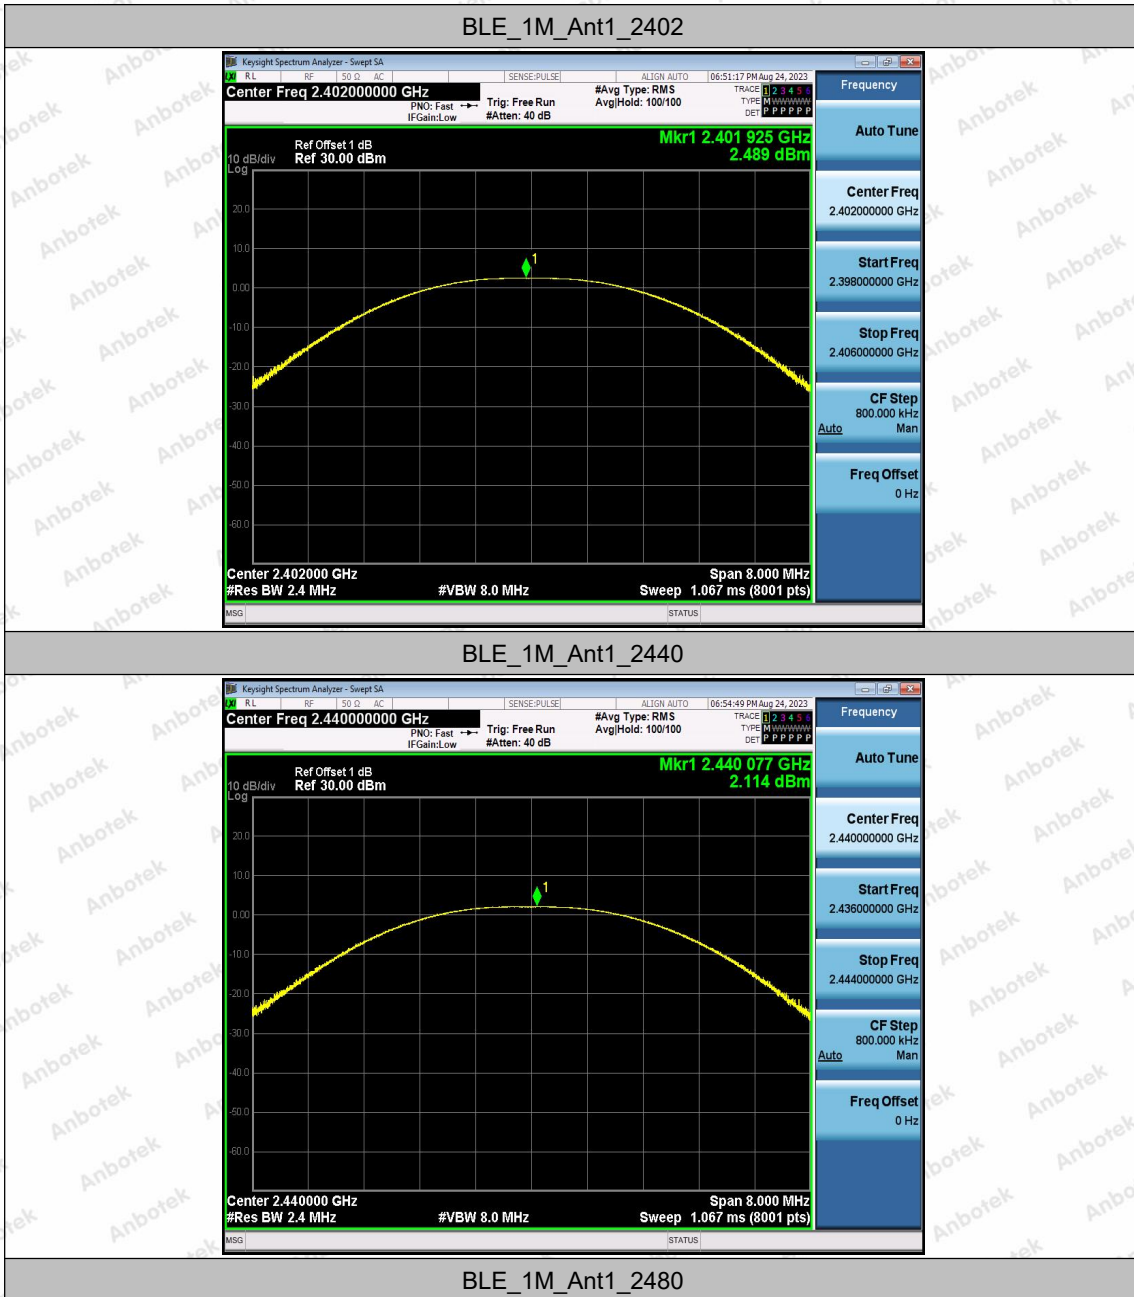 BLE_1M_Ant1_2402
Keysight Spectrum Analyzer - Swept SA
LXI RL RF 50 Ω AC SENSE:PULSE ALIGN AUTO 06:51:17 PM Aug 24, 2023
Center Freq 2.402000000 GHz
PNO: Fast
IFGain:Low
Trig: Free Run
#Atten: 40 dB
#Avg Type: RMS
Avg|Hold: 100/100
TRACE 1 2 3 4 5 6
TYPE M W W W W W
DET P P P P P P
Frequency
Mkr1 2.401 925 GHz
2.489 dBm
Ref Offset 1 dB
10 dB/div Ref 30.00 dBm
Log
20.0
10.0
0.00
-10.0
-20.0
-30.0
-40.0
-50.0
-60.0
1
Center 2.402000 GHz
Span 8.000 MHz
#Res BW 2.4 MHz
#VBW 8.0 MHz
Sweep 1.067 ms (8001 pts)
MSG
STATUS
Auto Tune
Center Freq
2.402000000 GHz
Start Freq
2.398000000 GHz
Stop Freq
2.406000000 GHz
CF Step
800.000 kHz
Auto Man
Freq Offset
0 Hz
BLE_1M_Ant1_2440
Keysight Spectrum Analyzer - Swept SA
LXI RL RF 50 Ω AC SENSE:PULSE ALIGN AUTO 06:54:49 PM Aug 24, 2023
Center Freq 2.440000000 GHz
PNO: Fast
IFGain:Low
Trig: Free Run
#Atten: 40 dB
#Avg Type: RMS
Avg|Hold: 100/100
TRACE 1 2 3 4 5 6
TYPE M W W W W W
DET P P P P P P
Frequency
Mkr1 2.440 077 GHz
2.114 dBm
Ref Offset 1 dB
10 dB/div Ref 30.00 dBm
Log
20.0
10.0
0.00
-10.0
-20.0
-30.0
-40.0
-50.0
-60.0
1
Center 2.440000 GHz
Span 8.000 MHz
#Res BW 2.4 MHz
#VBW 8.0 MHz
Sweep 1.067 ms (8001 pts)
MSG
STATUS
Auto Tune
Center Freq
2.440000000 GHz
Start Freq
2.436000000 GHz
Stop Freq
2.444000000 GHz
CF Step
800.000 kHz
Auto Man
Freq Offset
0 Hz
BLE_1M_Ant1_2480
Anbotek